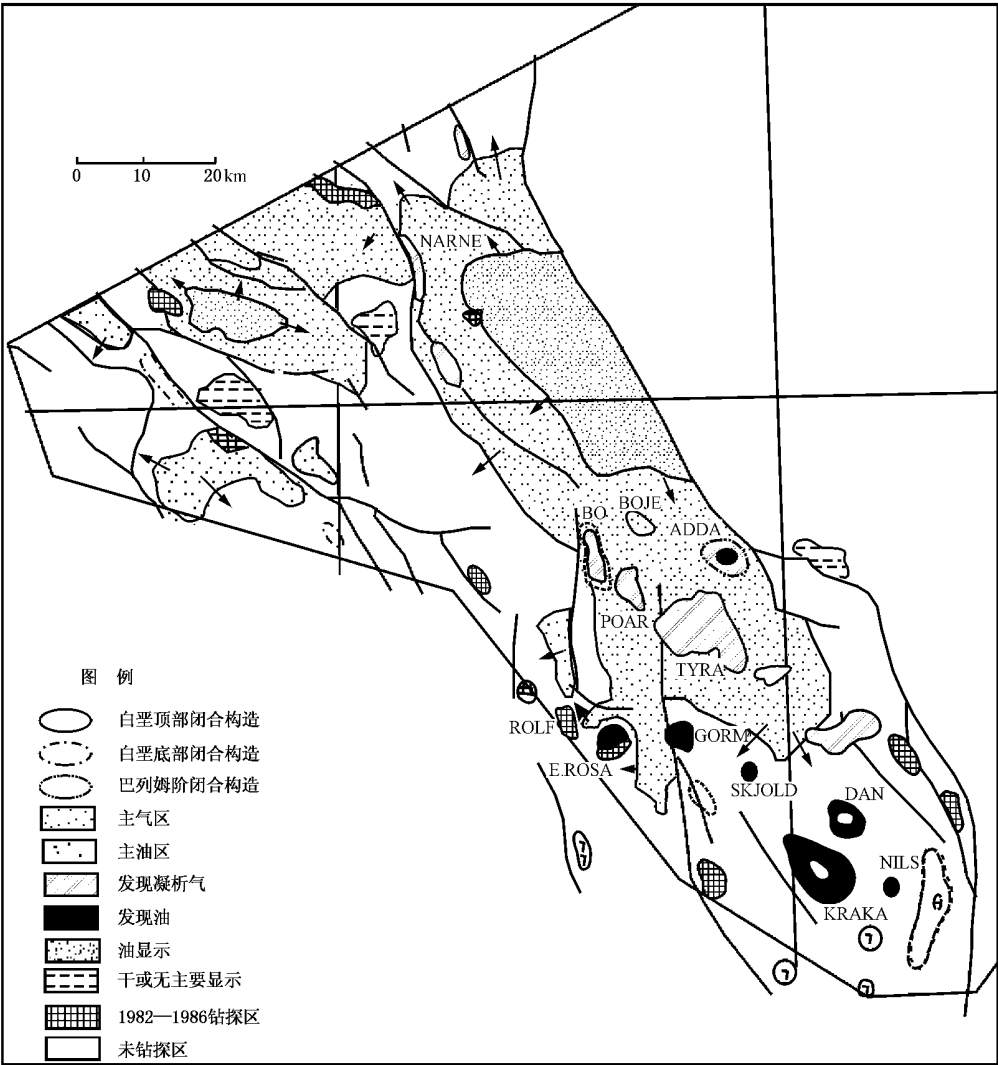 0 10 20 km
NARNE
BO
BOJE
ADDA
POAR
TYRA
ROLF
GORM
E.ROSA
SKJOLD
DAN
NILS
KRAKA
图 例
白垩顶部闭合构造
白垩底部闭合构造
巴列姆阶闭合构造
主气区
主油区
发现凝析气
发现油
油显示
干或无主要显示
1982—1986钻探区
未钻探区